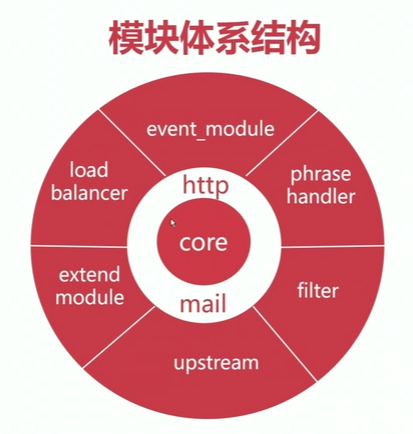 模块体系结构
event_module
load
balancer
phrase
handler
http
core
mail
extend
module
filter
upstream